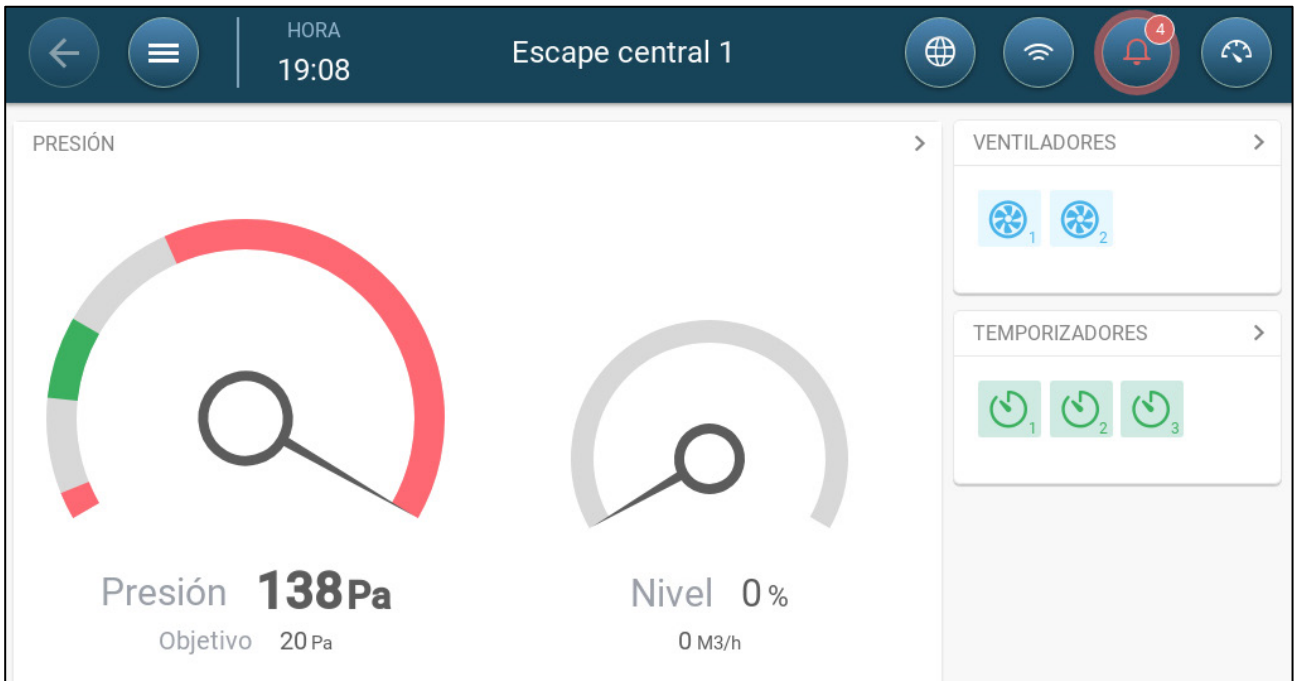 HORA
19:08
Escape central 1
4
PRESIÓN
Presión 138 Pa
Objetivo 20 Pa
Nivel 0 %
0 M3/h
VENTILADORES
1 2
TEMPORIZADORES
1 2 3